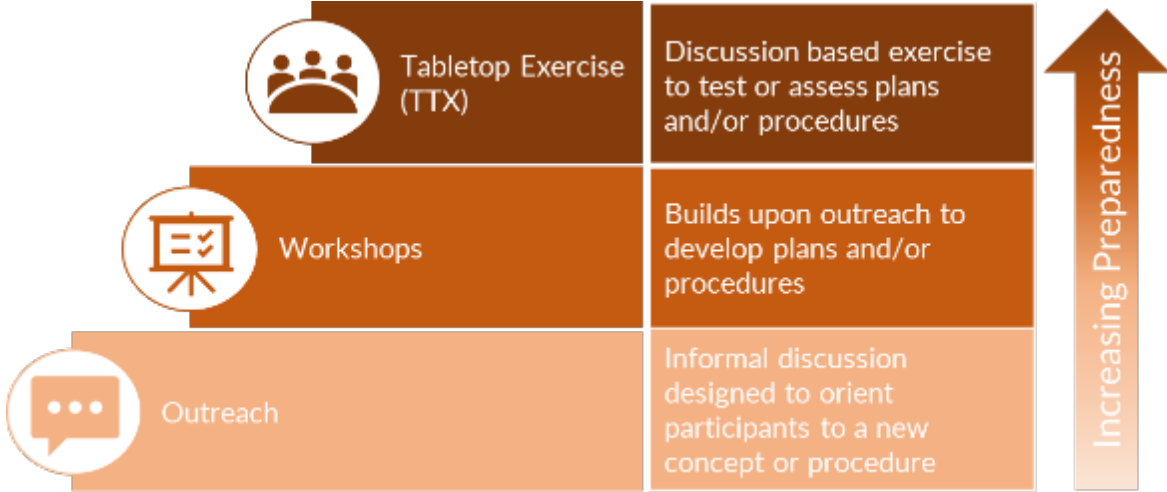 Tabletop Exercise
(TTX)
Discussion based exercise
to test or assess plans
and/or procedures
Workshops
Builds upon outreach to
develop plans and/or
procedures
Outreach
Informal discussion
designed to orient
participants to a new
concept or procedure
Increasing Preparedness